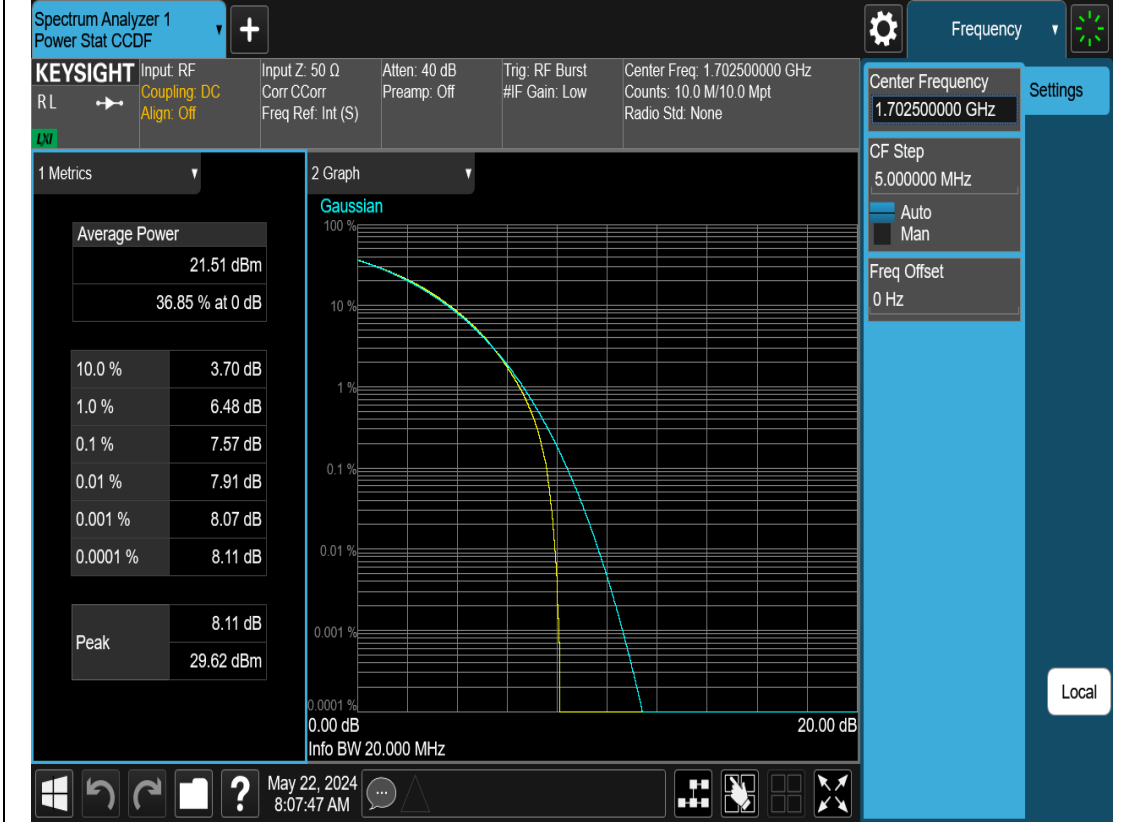 Spectrum Analyzer 1
Power Stat CCDF
+
Frequency
KEYSIGHT
RL
LXI
Input: RF
Coupling: DC
Align: Off
Input Z: 50 Ω
Corr CCorr
Freq Ref: Int (S)
Atten: 40 dB
Preamp: Off
Trig: RF Burst
#IF Gain: Low
Center Freq: 1.702500000 GHz
Counts: 10.0 M/10.0 Mpt
Radio Std: None
Center Frequency
1.702500000 GHz
Settings
CF Step
5.000000 MHz
Auto
Man
Freq Offset
0 Hz
1 Metrics
Average Power
21.51 dBm
36.85 % at 0 dB
10.0 % 3.70 dB
1.0 % 6.48 dB
0.1 % 7.57 dB
0.01 % 7.91 dB
0.001 % 8.07 dB
0.0001 % 8.11 dB
Peak 8.11 dB
29.62 dBm
2 Graph
Gaussian
100 %
10 %
1 %
0.1 %
0.01 %
0.001 %
0.0001 %
0.00 dB 20.00 dB
Info BW 20.000 MHz
Local
?
May 22, 2024
8:07:47 AM